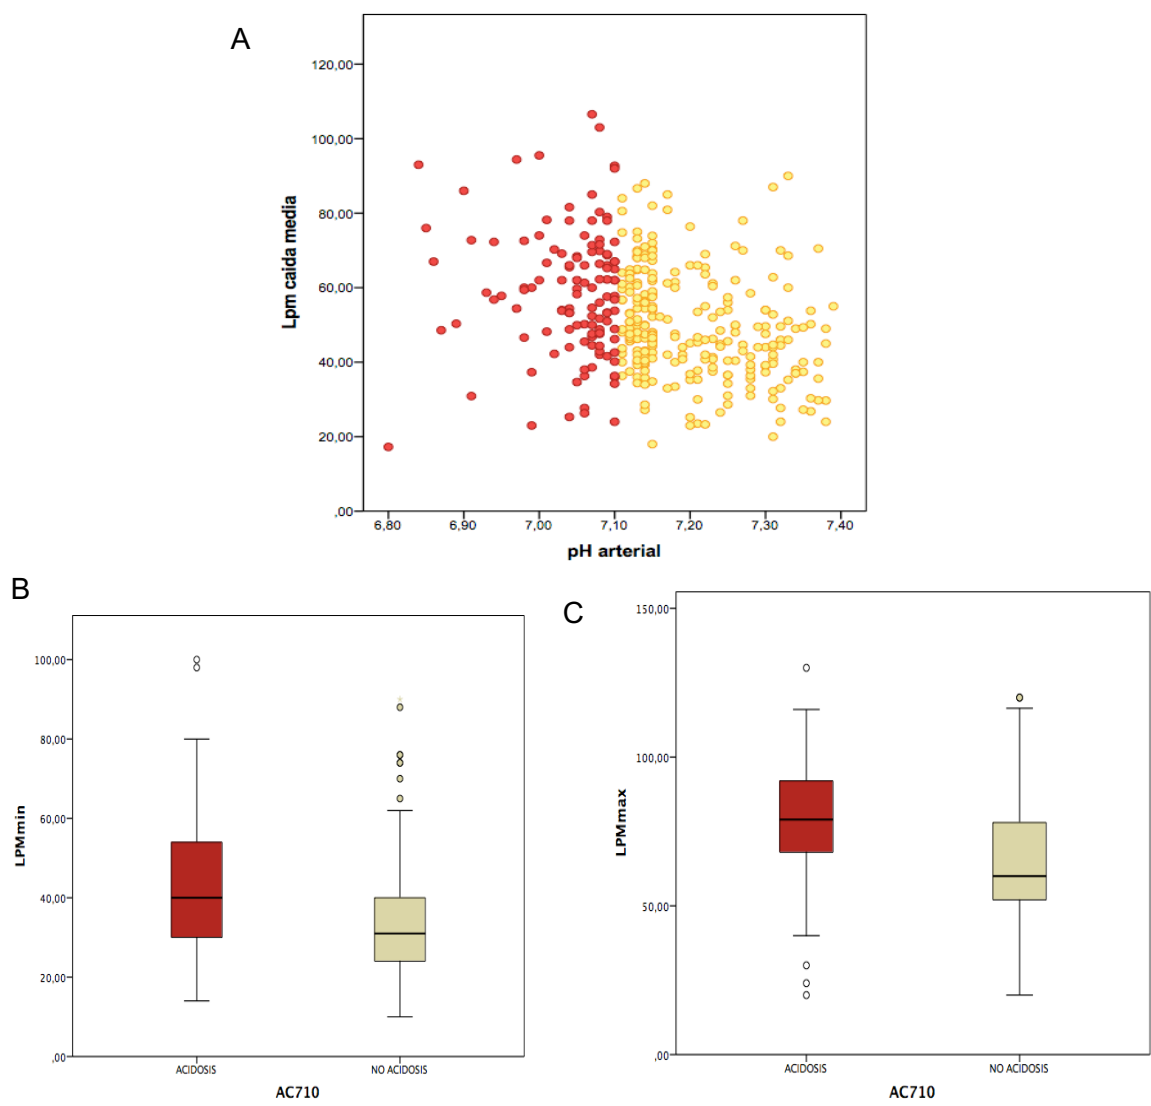 A
Lpm caida media
120,00
100,00
80,00
60,00
40,00
20,00
,00
6,80 6,90 7,00 7,10 7,20 7,30 7,40
pH arterial
B
LPMmin
100,00
80,00
60,00
40,00
20,00
,00
ACIDOSIS NO ACIDOSIS
AC710
C
LPMmax
150,00
100,00
50,00
,00
ACIDOSIS NO ACIDOSIS
AC710